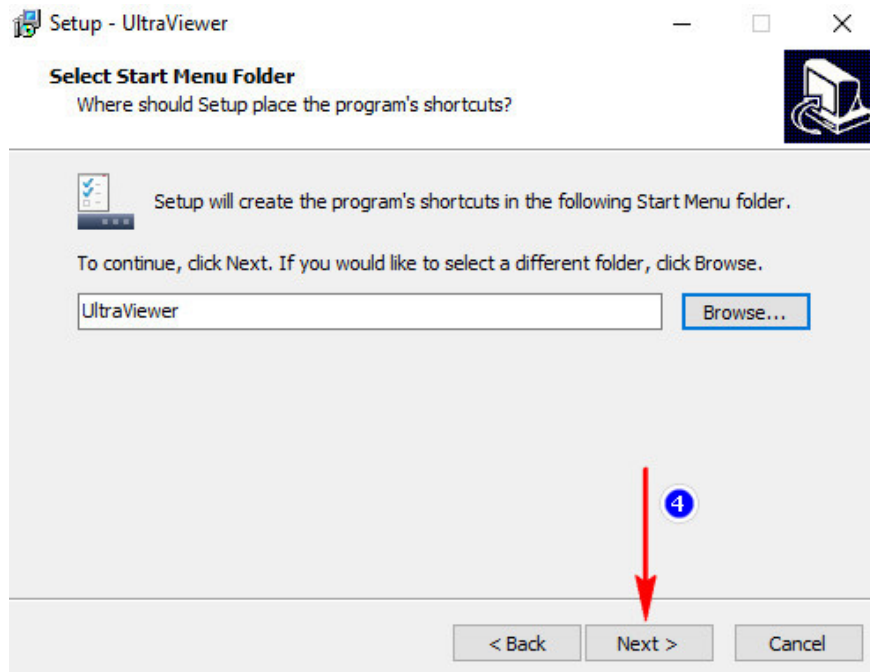 Setup - UltraViewer
Select Start Menu Folder
Where should Setup place the program's shortcuts?
Setup will create the program's shortcuts in the following Start Menu folder.
To continue, click Next. If you would like to select a different folder, click Browse.
UltraViewer
Browse...
4
< Back
Next >
Cancel